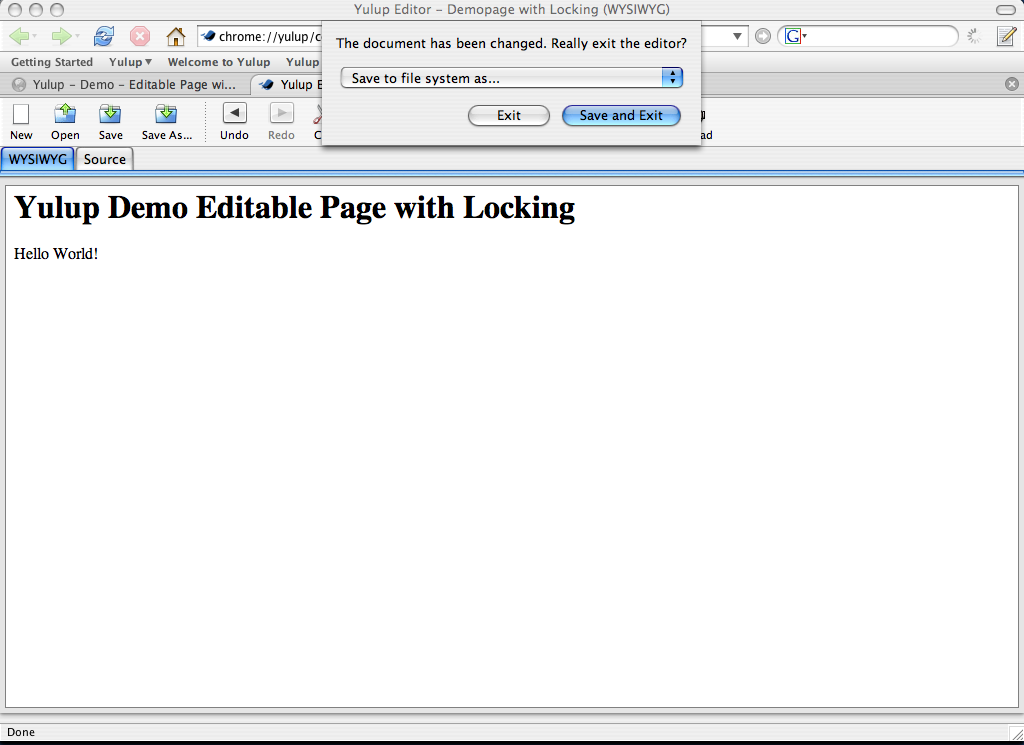 Yulup Editor – Demopage with Locking (WYSIWYG)
chrome://yulup/c
G
Getting Started Yulup Welcome to Yulup Yulup
Yulup – Demo – Editable Page wi... Yulup E
The document has been changed. Really exit the editor?
Save to file system as...
Exit Save and Exit
New Open Save Save As... Undo Redo C ad
WYSIWYG Source
Yulup Demo Editable Page with Locking
Hello World!
Done